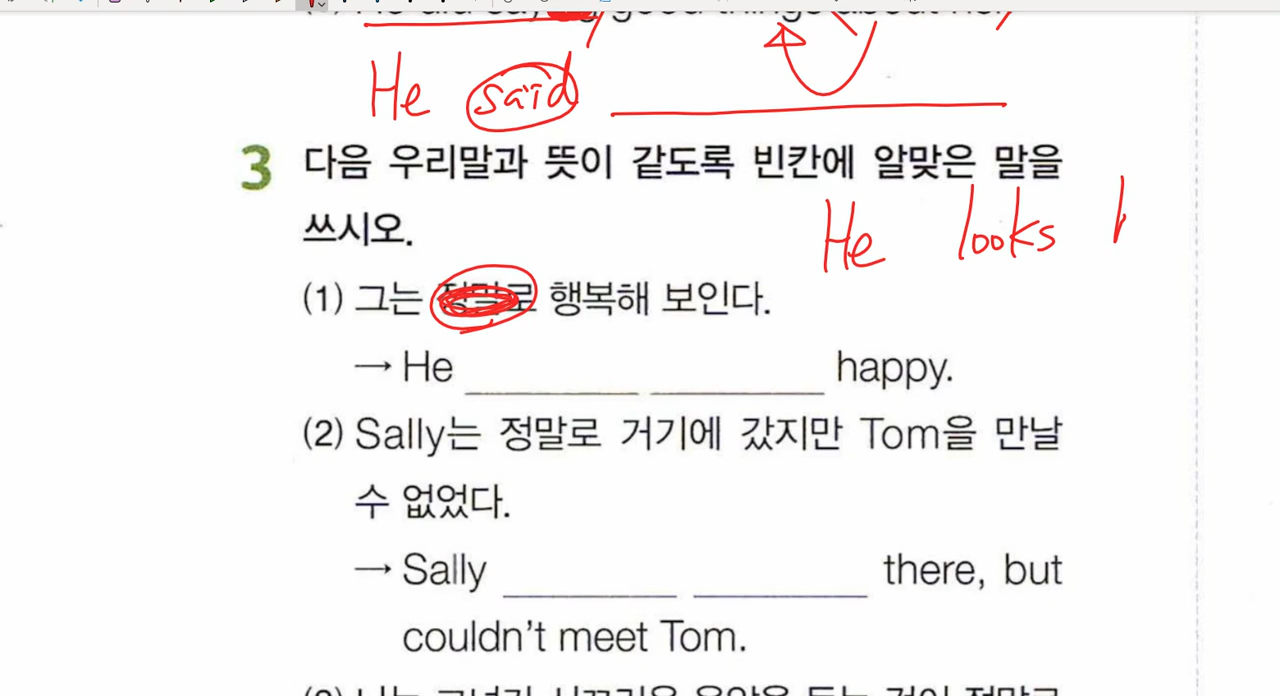 good things about
He said
3 다음 우리말과 뜻이 같도록 빈칸에 알맞은 말을
쓰시오.
He looks h
(1) 그는 정말로 행복해 보인다.
→ He happy.
(2) Sally는 정말로 거기에 갔지만 Tom을 만날
수 없었다.
→ Sally there, but
couldn't meet Tom.